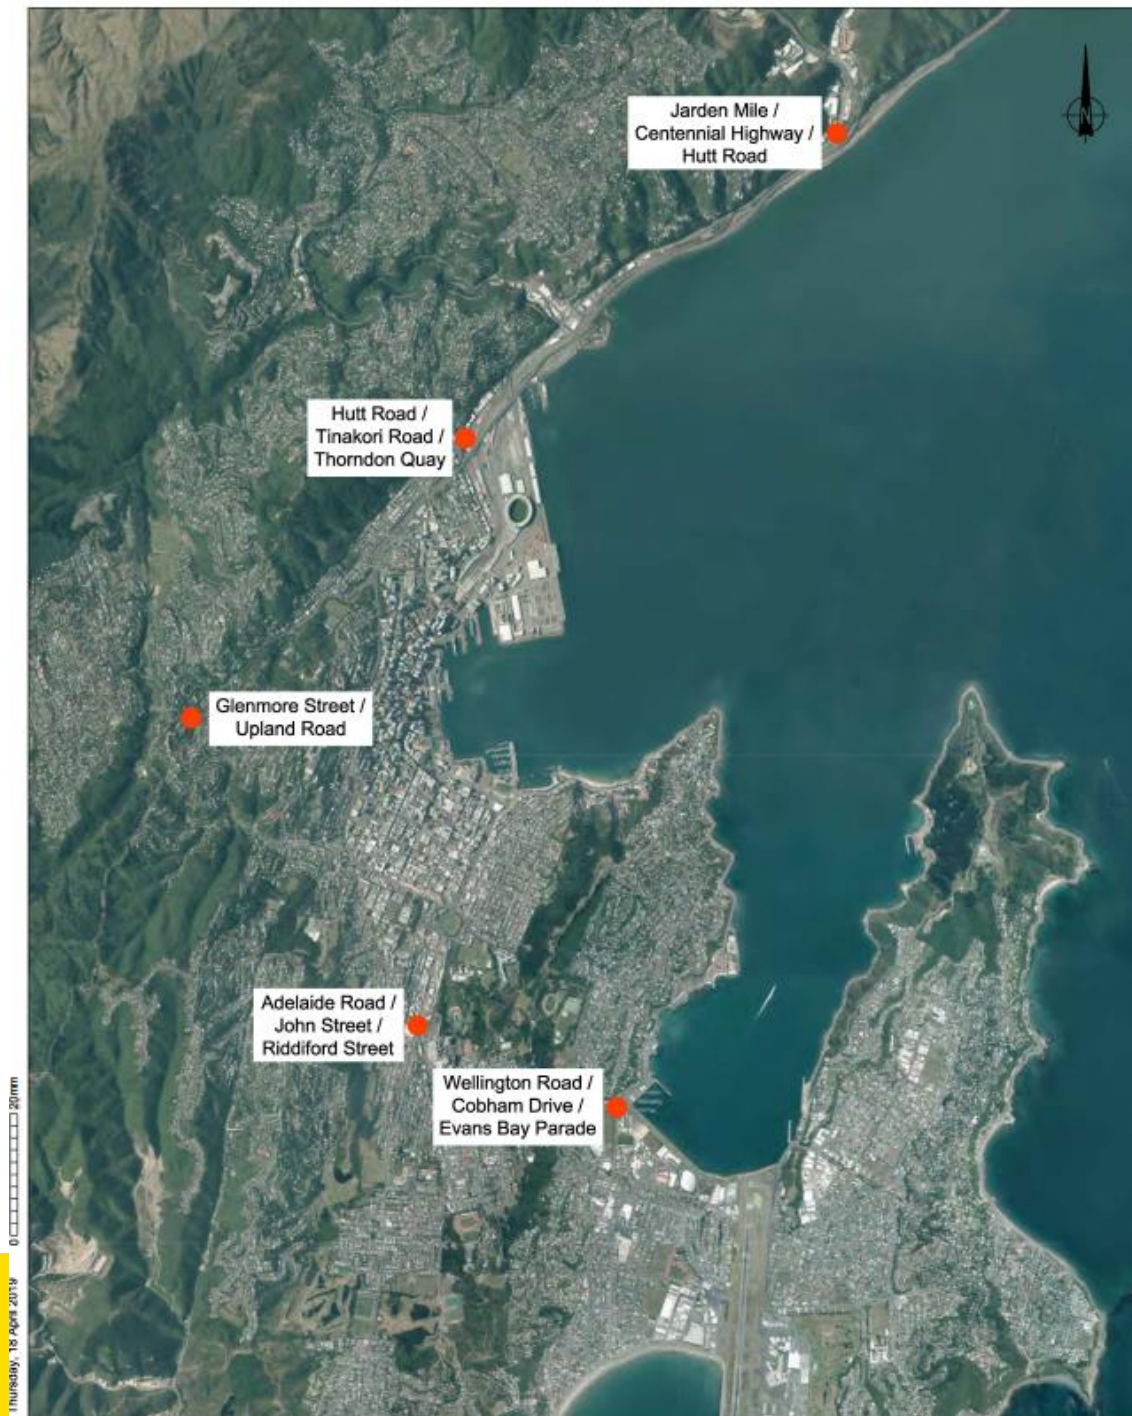 N
Jarden Mile /
Centennial Highway /
Hutt Road
Hutt Road /
Tinakori Road /
Thorndon Quay
Glenmore Street /
Upland Road
Adelaide Road /
John Street /
Riddiford Street
Wellington Road /
Cobham Drive /
Evans Bay Parade
0 20mm
Thursday, 18 April 2019